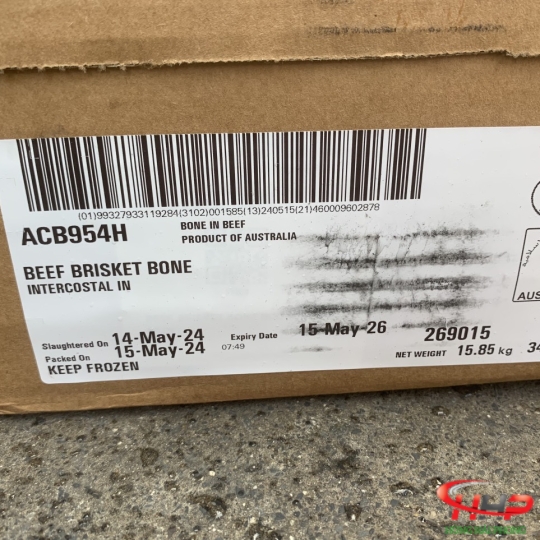 (01)99327933119284(3102)001585(13)240515(21)460009602878
ACB954H
BONE IN BEEF
PRODUCT OF AUSTRALIA
BEEF BRISKET BONE
INTERCOSTAL IN
Slaughtered On 14-May-24 Expiry Date 15-May-26 269015
Packed On 15-May-24 07:49 NET WEIGHT 15.85 kg 34
KEEP FROZEN
AUS
HYP